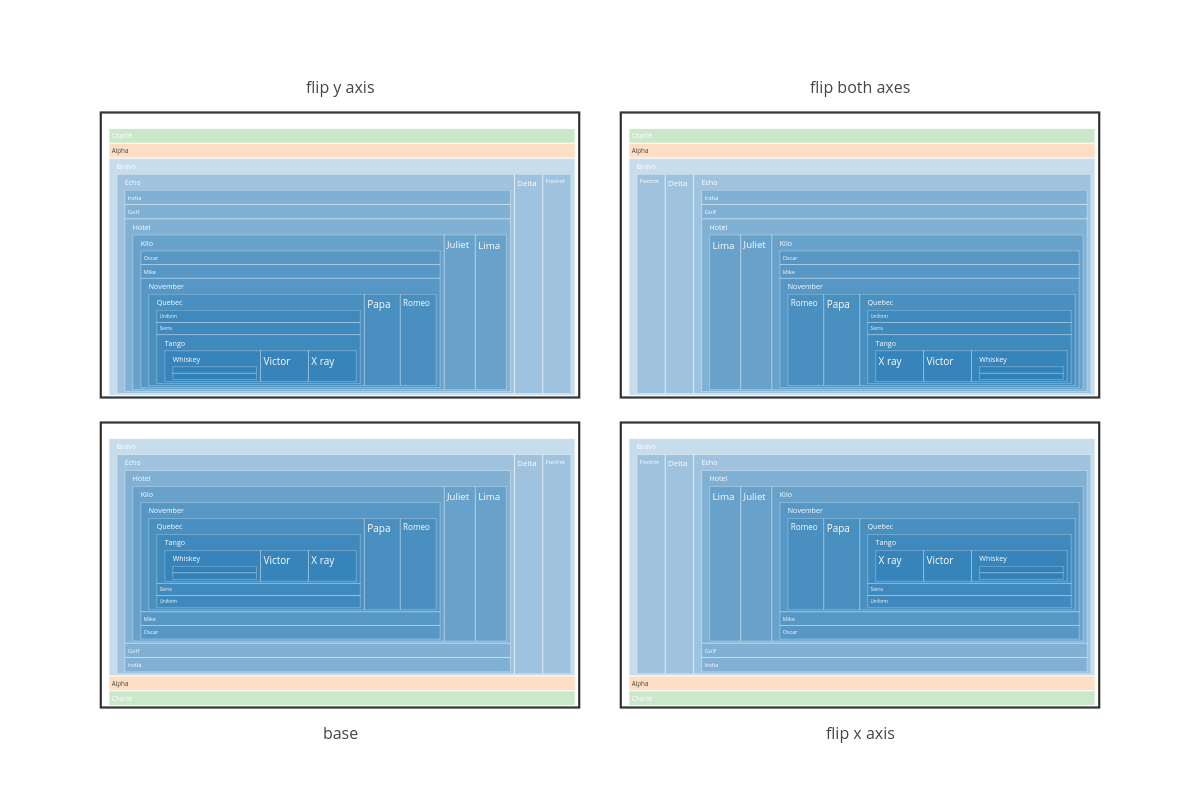 flip y axis
Charlie
Alpha
Bravo
Echo
Delta
Foxtrot
India
Golf
Hotel
Kilo
Juliet
Lima
Oscar
Mike
November
Quebec
Papa
Romeo
Uniform
Sierra
Tango
Whiskey
Victor
X ray
flip both axes
Charlie
Alpha
Bravo
Foxtrot
Delta
Echo
India
Golf
Hotel
Lima
Juliet
Kilo
Oscar
Mike
November
Romeo
Papa
Quebec
Uniform
Sierra
Tango
X ray
Victor
Whiskey
Bravo
Echo
Delta
Foxtrot
Hotel
Kilo
Juliet
Lima
November
Quebec
Papa
Romeo
Tango
Whiskey
Victor
X ray
Sierra
Uniform
Mike
Oscar
Golf
India
Alpha
Charlie
base
Bravo
Foxtrot
Delta
Echo
Hotel
Lima
Juliet
Kilo
November
Romeo
Papa
Quebec
Tango
X ray
Victor
Whiskey
Sierra
Uniform
Mike
Oscar
Golf
India
Alpha
Charlie
flip x axis